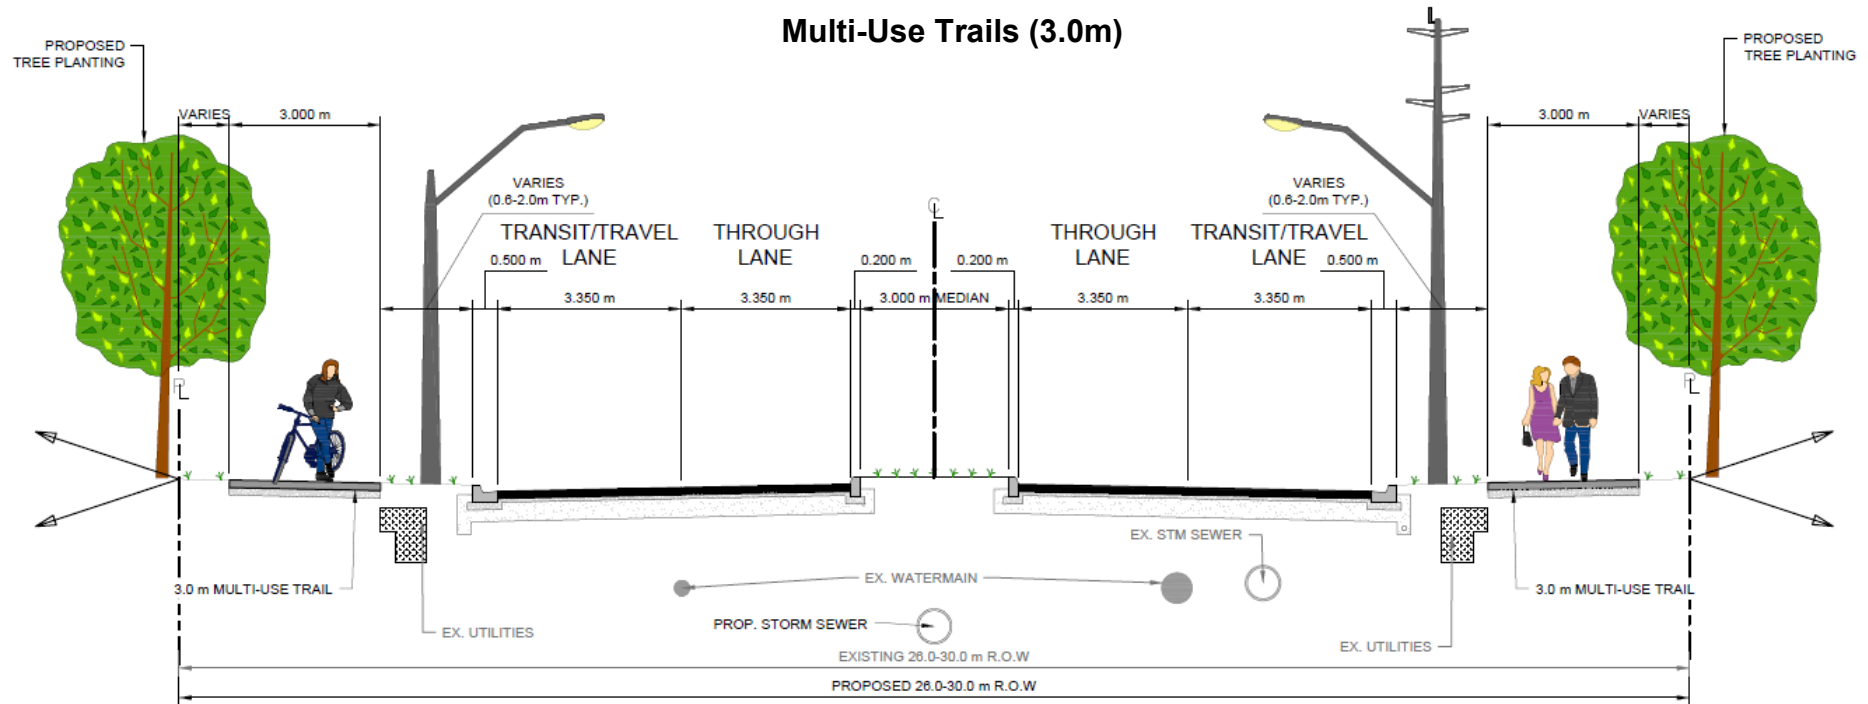 Multi-Use Trails (3.0m)
PROPOSED
TREE PLANTING
PROPOSED
TREE PLANTING
VARIES
3.000 m
3.000 m
VARIES
VARIES
(0.6-2.0m TYP.)
VARIES
(0.6-2.0m TYP.)
CL
TRANSIT/TRAVEL
LANE
THROUGH
LANE
THROUGH
LANE
TRANSIT/TRAVEL
LANE
0.500 m
0.200 m
0.200 m
0.500 m
3.350 m
3.350 m
3.000 m MEDIAN
3.350 m
3.350 m
PL
PL
EX. STM SEWER
EX. WATERMAIN
3.0 m MULTI-USE TRAIL
3.0 m MULTI-USE TRAIL
PROP. STORM SEWER
EX. UTILITIES
EX. UTILITIES
EXISTING 26.0-30.0 m R.O.W
PROPOSED 26.0-30.0 m R.O.W